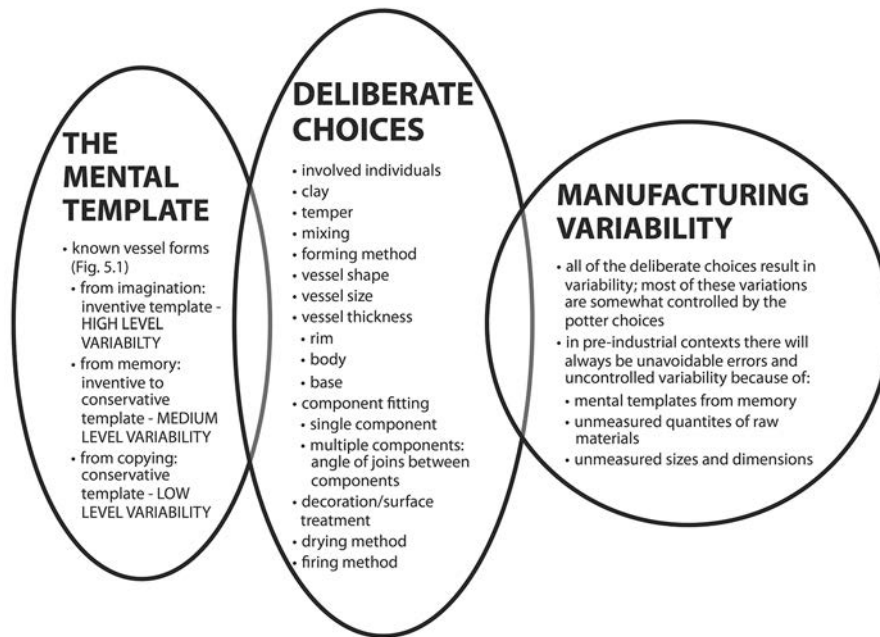 THE
MENTAL
TEMPLATE
• known vessel forms
(Fig. 5.1)
• from imagination:
inventive template -
HIGH LEVEL
VARIABILTY
• from memory:
inventive to
conservative
template - MEDIUM
LEVEL VARIABILITY
• from copying:
conservative
template - LOW
LEVEL VARIABILITY
DELIBERATE
CHOICES
• involved individuals
• clay
• temper
• mixing
• forming method
• vessel shape
• vessel size
• vessel thickness
• rim
• body
• base
• component fitting
• single component
• multiple components:
angle of joins between
components
• decoration/surface
treatment
• drying method
• firing method
MANUFACTURING
VARIABILITY
• all of the deliberate choices result in
variability; most of these variations
are somewhat controlled by the
potter choices
• in pre-industrial contexts there will
always be unavoidable errors and
uncontrolled variability because of:
• mental templates from memory
• unmeasured quantites of raw
materials
• unmeasured sizes and dimensions